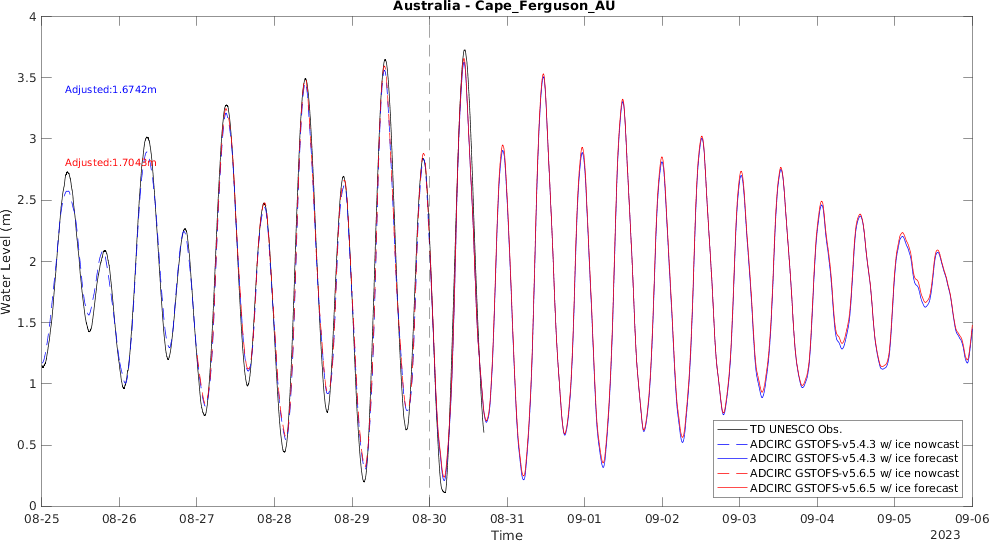 Australia - Cape_Ferguson_AU
4
3.5
3
2.5
2
1.5
1
0.5
0
Water Level (m)
Adjusted:1.6742m
Adjusted:1.7043m
TD UNESCO Obs.
ADCIRC GSTOFS-v5.4.3 w/ ice nowcast
ADCIRC GSTOFS-v5.4.3 w/ ice forecast
ADCIRC GSTOFS-v5.6.5 w/ ice nowcast
ADCIRC GSTOFS-v5.6.5 w/ ice forecast
08-25 08-26 08-27 08-28 08-29 08-30 08-31 09-01 09-02 09-03 09-04 09-05 09-06
Time
2023